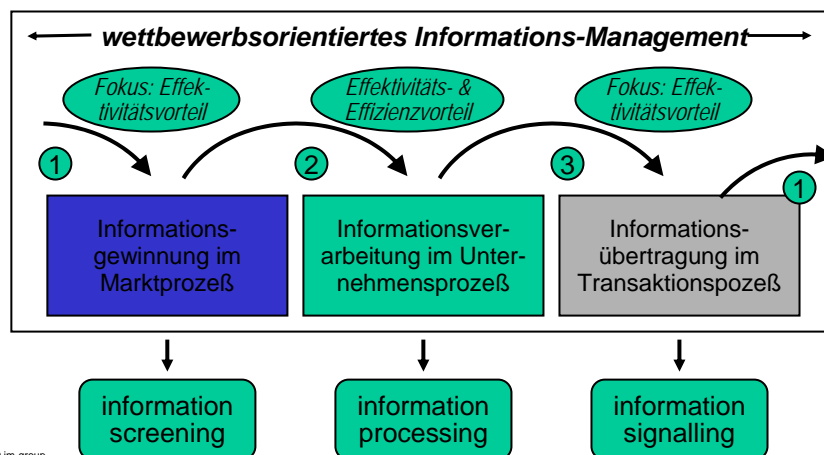 wettbewerbsorientiertes Informations-Management
Fokus: Effek-
tivitätsvorteil
Effektivitäts- &
Effizienzvorteil
Fokus: Effek-
tivitätsvorteil
1
2
3
1
Informations-
gewinnung im
Marktprozeß
Informationsver-
arbeitung im Unter-
nehmensprozeß
Informations-
übertragung im
Transaktionspozeß
information
screening
information
processing
information
signalling